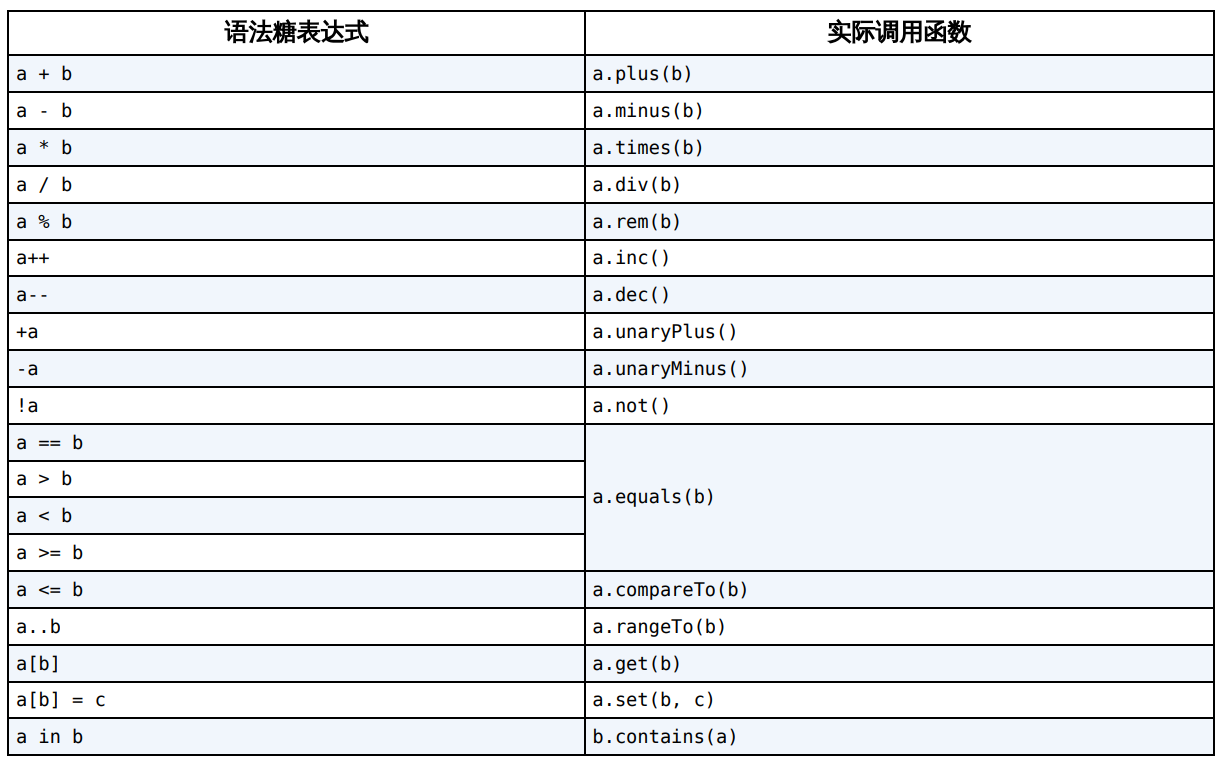 语法糖表达式 实际调用函数
a + b a.plus(b)
a - b a.minus(b)
a * b a.times(b)
a / b a.div(b)
a % b a.rem(b)
a++ a.inc()
a-- a.dec()
+a a.unaryPlus()
-a a.unaryMinus()
!a a.not()
a == b a.equals(b)
a > b
a < b
a >= b
a <= b a.compareTo(b)
a..b a.rangeTo(b)
a[b] a.get(b)
a[b] = c a.set(b, c)
a in b b.contains(a)